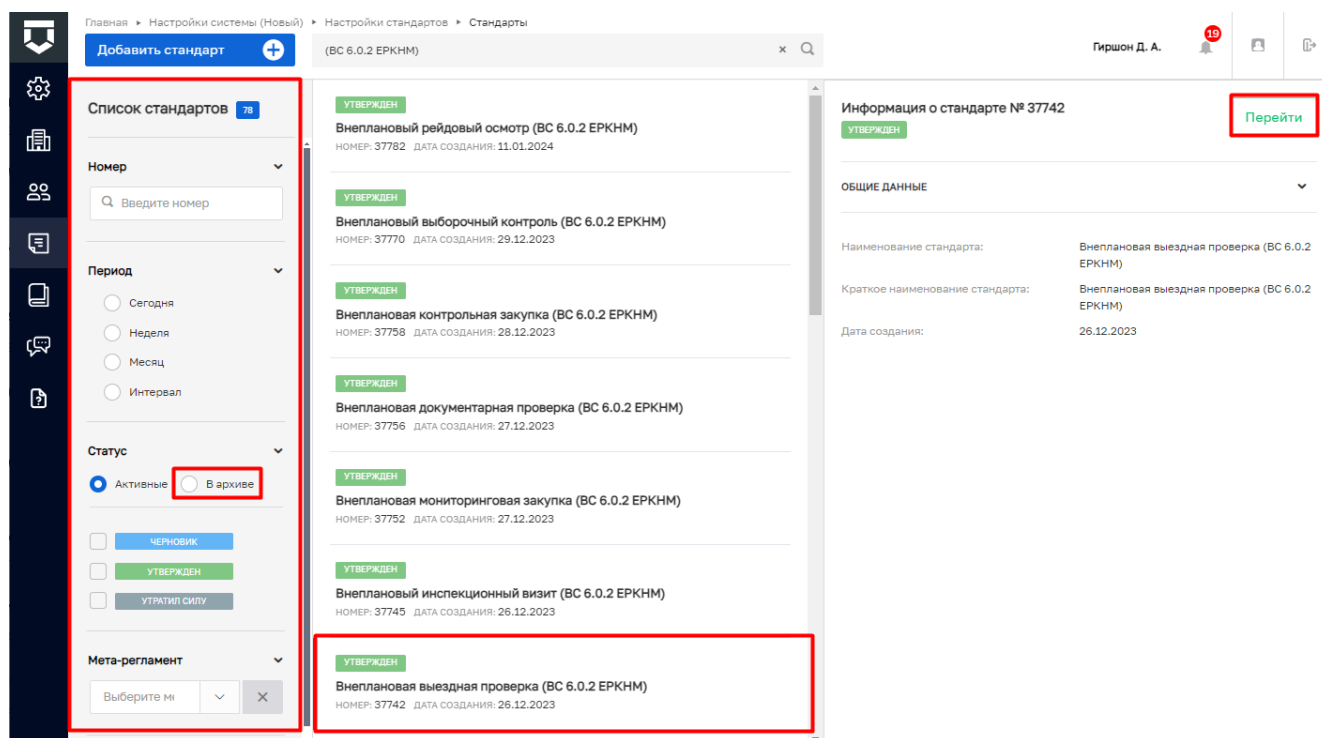 Главная ▸ Настройки системы (Новый) ▸ Настройки стандартов ▸ Стандарты
Добавить стандарт
(ВС 6.0.2 ЕРКНМ)
Гиршон Д. А.
19
Список стандартов 78
Номер
Введите номер
Период
Сегодня
Неделя
Месяц
Интервал
Статус
Активные
В архиве
ЧЕРНОВИК
УТВЕРЖДЕН
УТРАТИЛ СИЛУ
Мета-регламент
Выберите
УТВЕРЖДЕН
Внеплановый рейдовый осмотр (ВС 6.0.2 ЕРКНМ)
НОМЕР: 37782 ДАТА СОЗДАНИЯ: 11.01.2024
УТВЕРЖДЕН
Внеплановый выборочный контроль (ВС 6.0.2 ЕРКНМ)
НОМЕР: 37770 ДАТА СОЗДАНИЯ: 29.12.2023
УТВЕРЖДЕН
Внеплановая контрольная закупка (ВС 6.0.2 ЕРКНМ)
НОМЕР: 37758 ДАТА СОЗДАНИЯ: 28.12.2023
УТВЕРЖДЕН
Внеплановая документарная проверка (ВС 6.0.2 ЕРКНМ)
НОМЕР: 37756 ДАТА СОЗДАНИЯ: 27.12.2023
УТВЕРЖДЕН
Внеплановая мониторинговая закупка (ВС 6.0.2 ЕРКНМ)
НОМЕР: 37752 ДАТА СОЗДАНИЯ: 27.12.2023
УТВЕРЖДЕН
Внеплановый инспекционный визит (ВС 6.0.2 ЕРКНМ)
НОМЕР: 37745 ДАТА СОЗДАНИЯ: 26.12.2023
УТВЕРЖДЕН
Внеплановая выездная проверка (ВС 6.0.2 ЕРКНМ)
НОМЕР: 37742 ДАТА СОЗДАНИЯ: 26.12.2023
Информация о стандарте № 37742
УТВЕРЖДЕН
Перейти
ОБЩИЕ ДАННЫЕ
Наименование стандарта:
Внеплановая выездная проверка (ВС 6.0.2
ЕРКНМ)
Краткое наименование стандарта:
Внеплановая выездная проверка (ВС 6.0.2
ЕРКНМ)
Дата создания:
26.12.2023